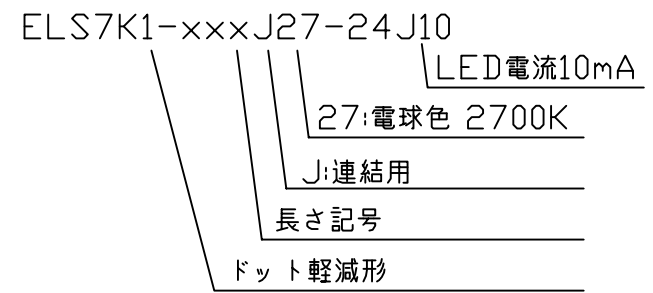 ELS7K1-xxxJ27-24J10
LED電流10mA
27:電球色 2700K
J:連結用
長さ記号
ドット軽減形